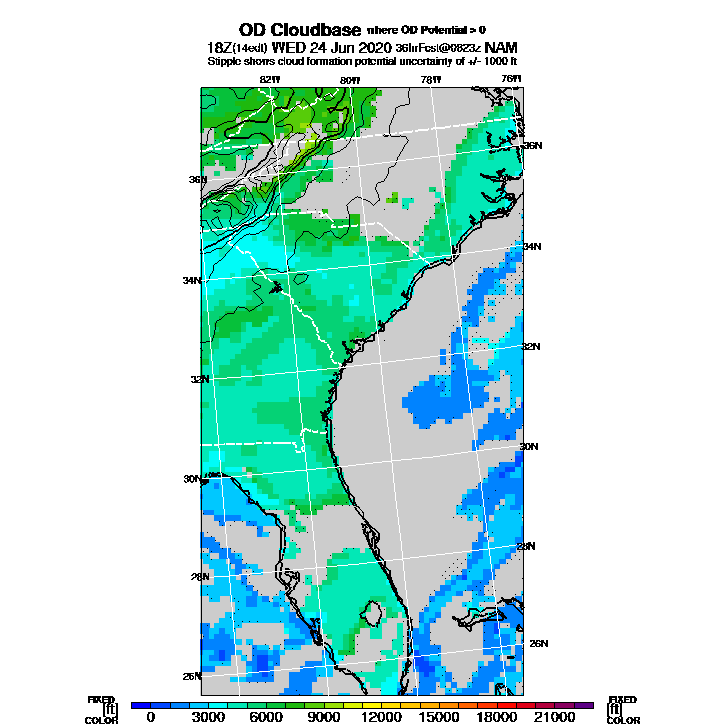 OD Cloudbase where OD Potential > 0
18Z(14edt) WED 24 Jun 2020 36hrFcst@0823z NAM
Stipple shows cloud formation potential uncertainty of +/- 1000 ft
82W 80W 78W 76W
36N 36N
34N 34N
32N 32N
30N 30N
28N 28N
26N 26N
FIXED [ft] COLOR 0 3000 6000 9000 12000 15000 18000 21000 FIXED [ft] COLOR